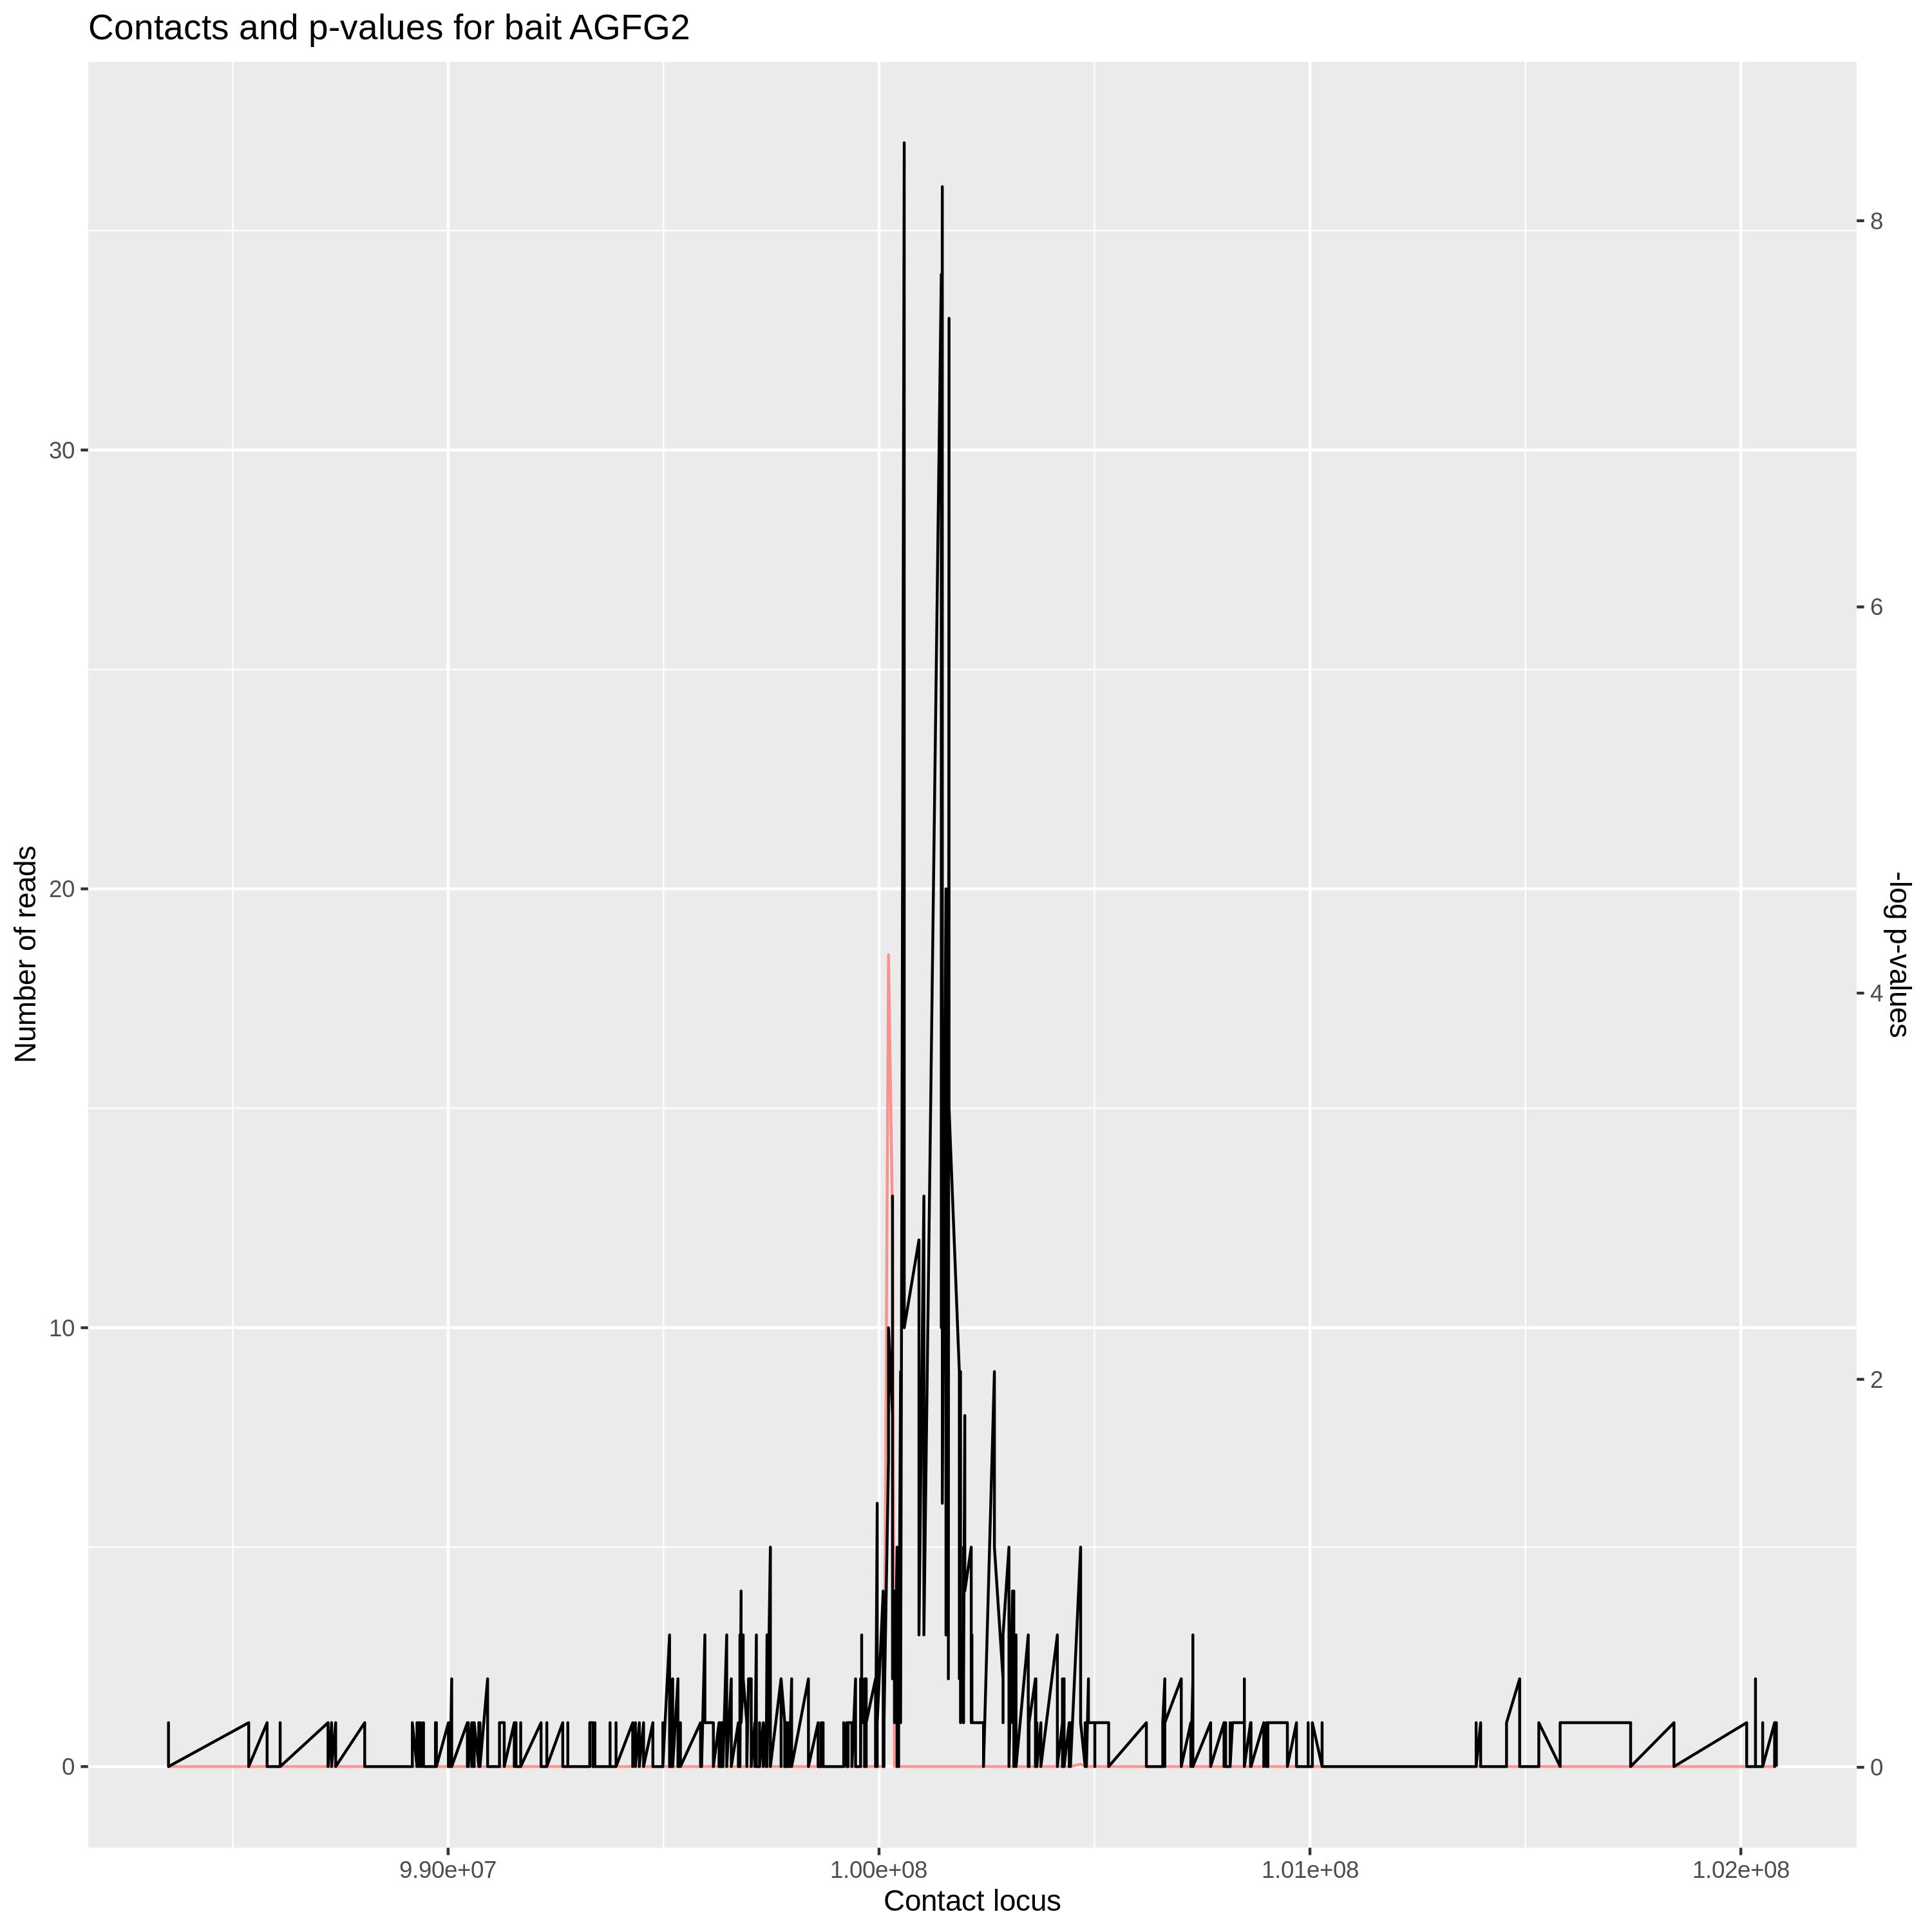 Contacts and p-values for bait AGFG2
30
20
10
0
Number of reads
8
6
4
2
0
-log p-values
9.90e+07
1.00e+08
1.01e+08
1.02e+08
Contact locus